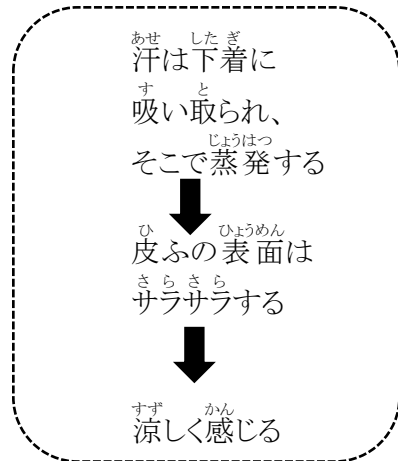 汗は下着に
吸い取られ、
そこで蒸発する
皮ふの表面は
サラサラする
涼しく感じる